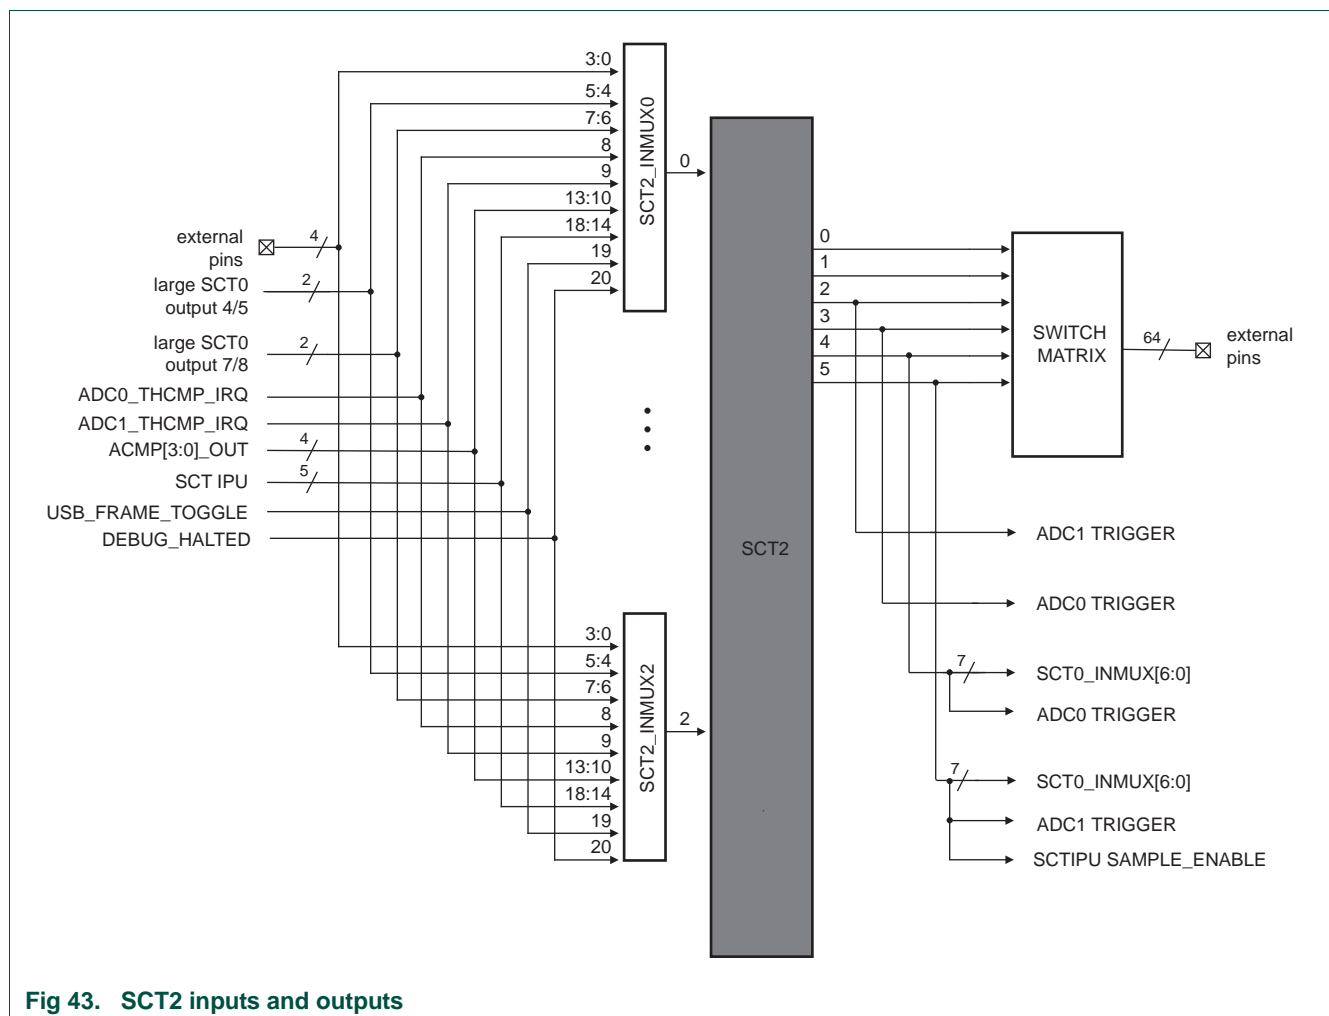 3:0
5:4
7:6
8
9
13:10
18:14
19
20
SCT2_INMUX0
0
external
pins
4
large SCT0
output 4/5
2
large SCT0
output 7/8
2
ADC0_THCMP_IRQ
ADC1_THCMP_IRQ
ACMP[3:0]_OUT
4
SCT IPU
5
USB_FRAME_TOGGLE
DEBUG_HALTED
3:0
5:4
7:6
8
9
13:10
18:14
19
20
SCT2_INMUX2
2
SCT2
0
1
2
3
4
5
SWITCH
MATRIX
64
external
pins
ADC1 TRIGGER
ADC0 TRIGGER
7
SCT0_INMUX[6:0]
ADC0 TRIGGER
7
SCT0_INMUX[6:0]
ADC1 TRIGGER
SCTIPU SAMPLE_ENABLE
Fig 43. SCT2 inputs and outputs